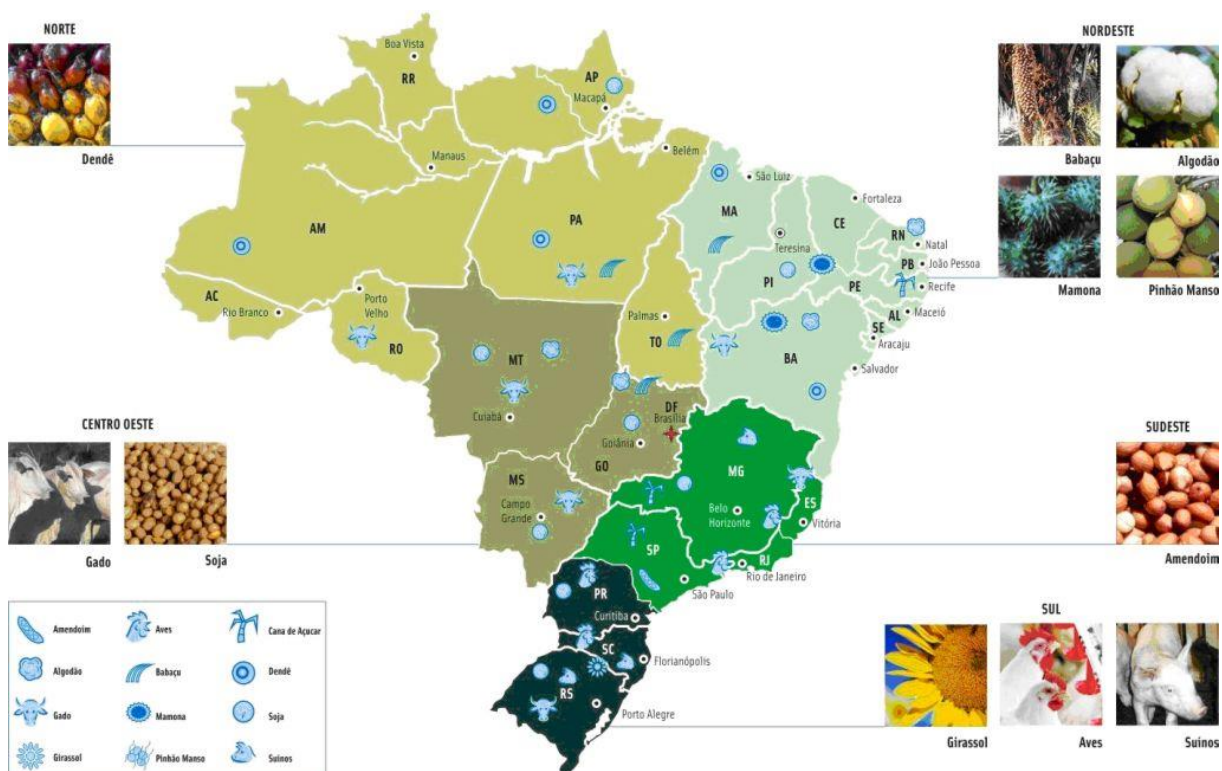 NORTE
Dendê
NORDESTE
Babaçu
Algodão
Mamona
Pinhão Manso
CENTRO OESTE
Gado
Soja
SUDESTE
Amendoim
SUL
Girassol
Aves
Suinos
Boa Vista
RR
AP
Macapá
Manaus
Belém
AM
PA
São Luiz
MA
Fortaleza
CE
Teresina
RN
Natal
PB
João Pessoa
PI
PE
Recife
AC
Rio Branco
Porto
Velho
RO
Palmas
TO
AL
Maceió
SE
Aracaju
BA
Salvador
MT
Cuiabá
DF
Brasília
Goiânia
GO
MS
Campo
Grande
MG
Belo
Horizonte
ES
Vitória
SP
RJ
Rio de Janeiro
São Paulo
PR
Curitiba
SC
Florianópolis
RS
Porto Alegre
Amendoim
Aves
Cana de Açucar
Algodão
Babaçu
Dendê
Gado
Mamona
Soja
Girassol
Pinhão Manso
Suinos